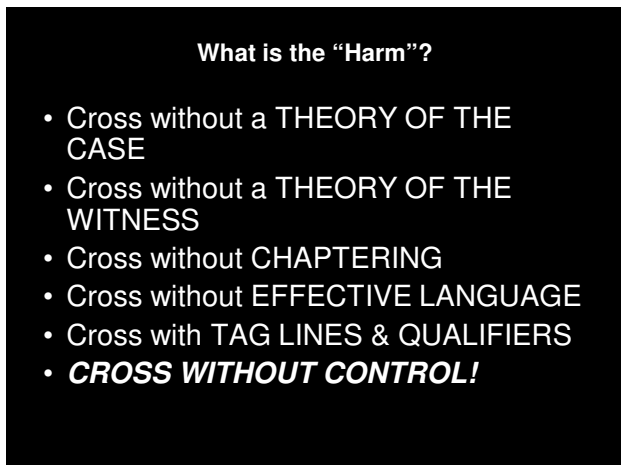 What is the “Harm”?
• Cross without a THEORY OF THE
CASE
• Cross without a THEORY OF THE
WITNESS
• Cross without CHAPTERING
• Cross without EFFECTIVE LANGUAGE
• Cross with TAG LINES & QUALIFIERS
• CROSS WITHOUT CONTROL!